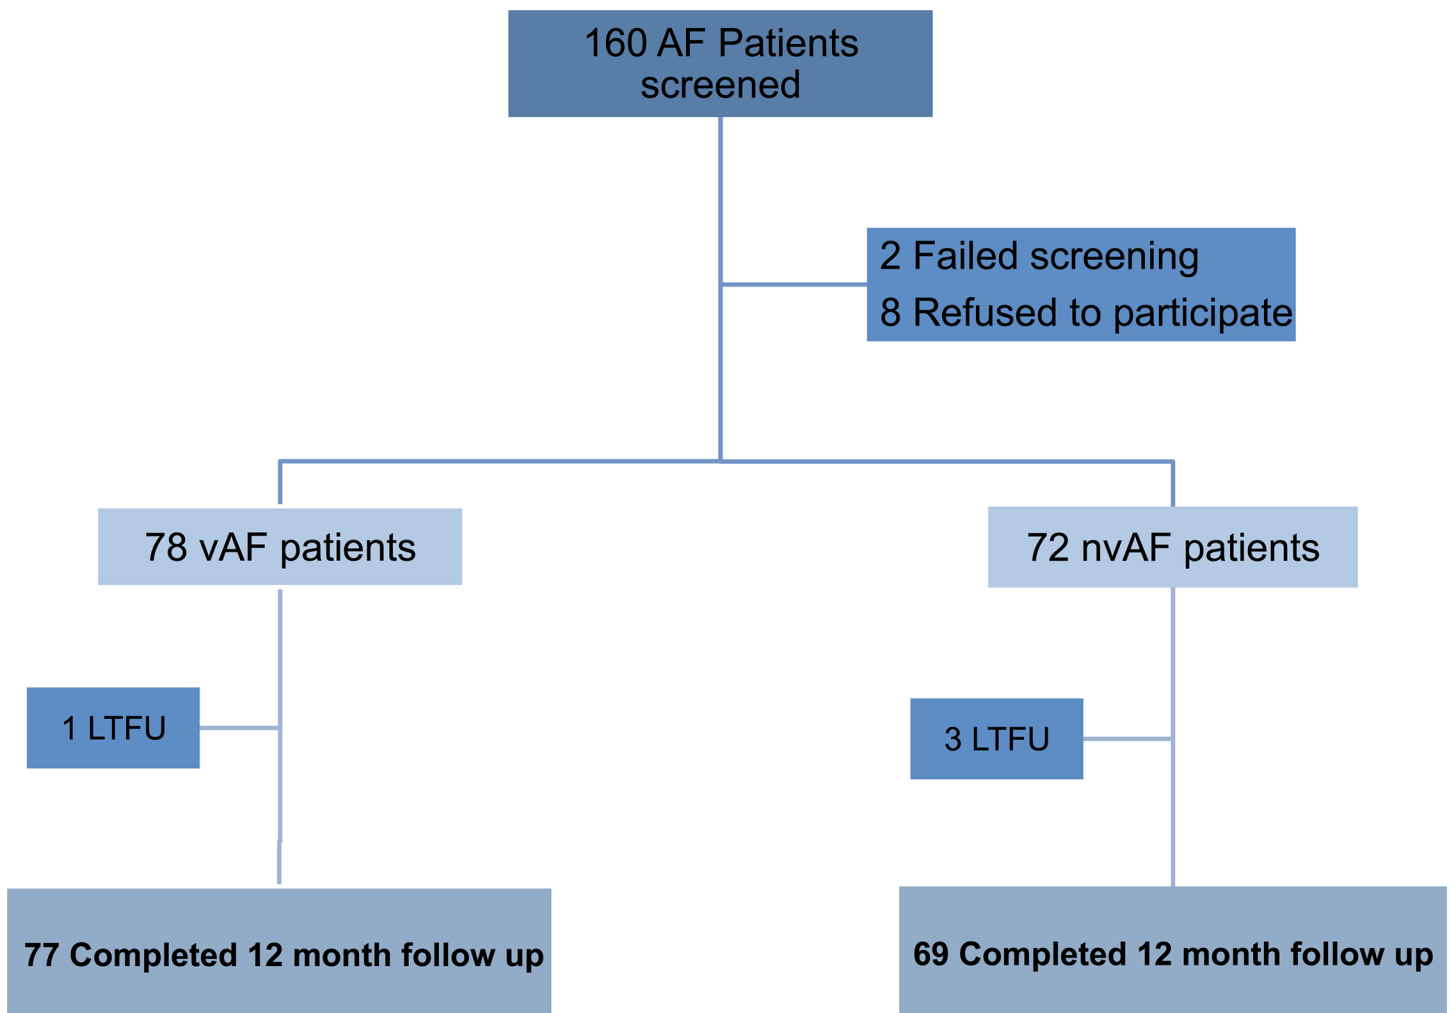 160 AF Patients
screened
2 Failed screening
8 Refused to participate
78 vAF patients
72 nvAF patients
1 LTFU
3 LTFU
77 Completed 12 month follow up
69 Completed 12 month follow up